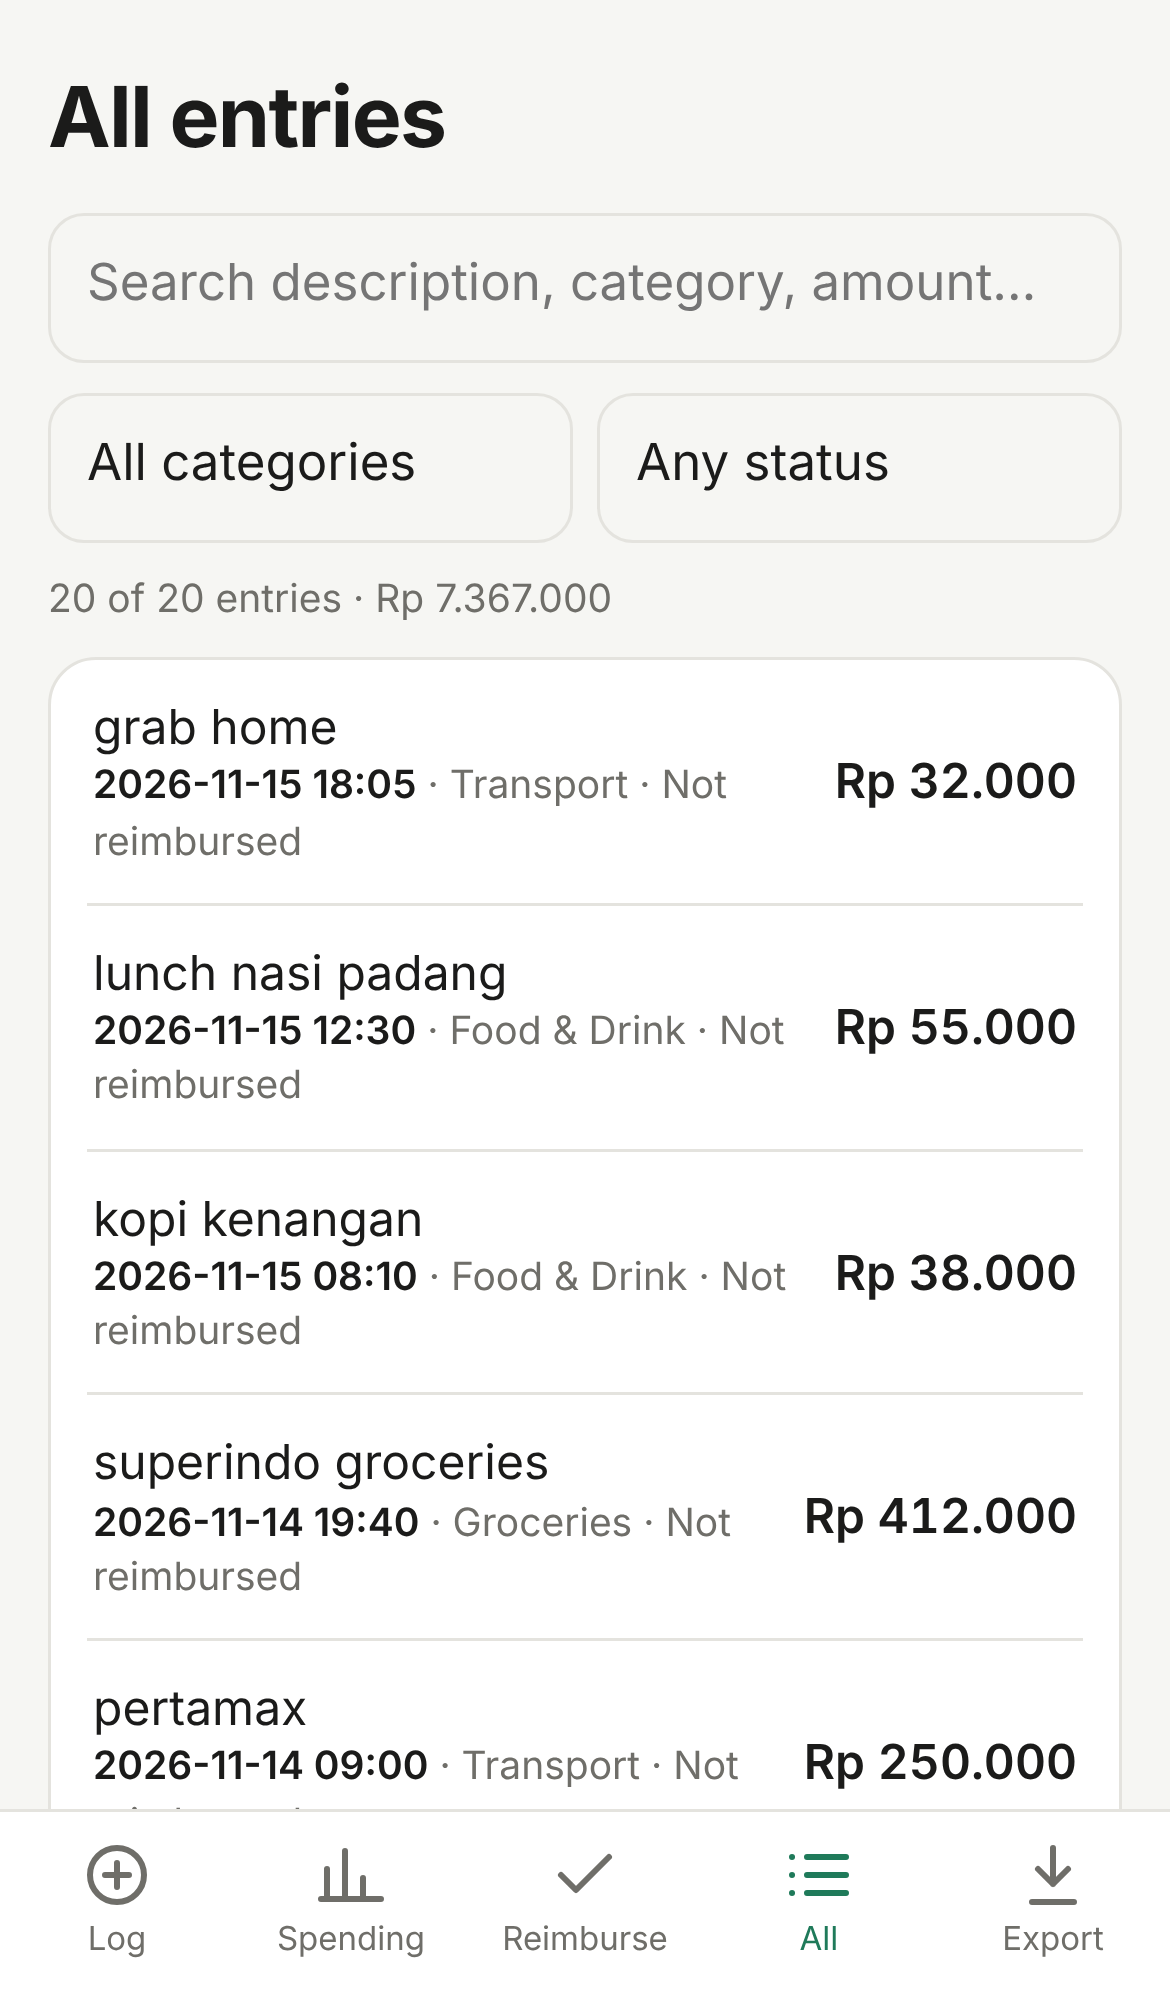 All entries
Search description, category, amount...
All categories
Any status
20 of 20 entries · Rp 7.367.000
grab home
2026-11-15 18:05 · Transport · Not
reimbursed
Rp 32.000
lunch nasi padang
2026-11-15 12:30 · Food & Drink · Not
reimbursed
Rp 55.000
kopi kenangan
2026-11-15 08:10 · Food & Drink · Not
reimbursed
Rp 38.000
superindo groceries
2026-11-14 19:40 · Groceries · Not
reimbursed
Rp 412.000
pertamax
2026-11-14 09:00 · Transport · Not
Rp 250.000
Log
Spending
Reimburse
All
Export